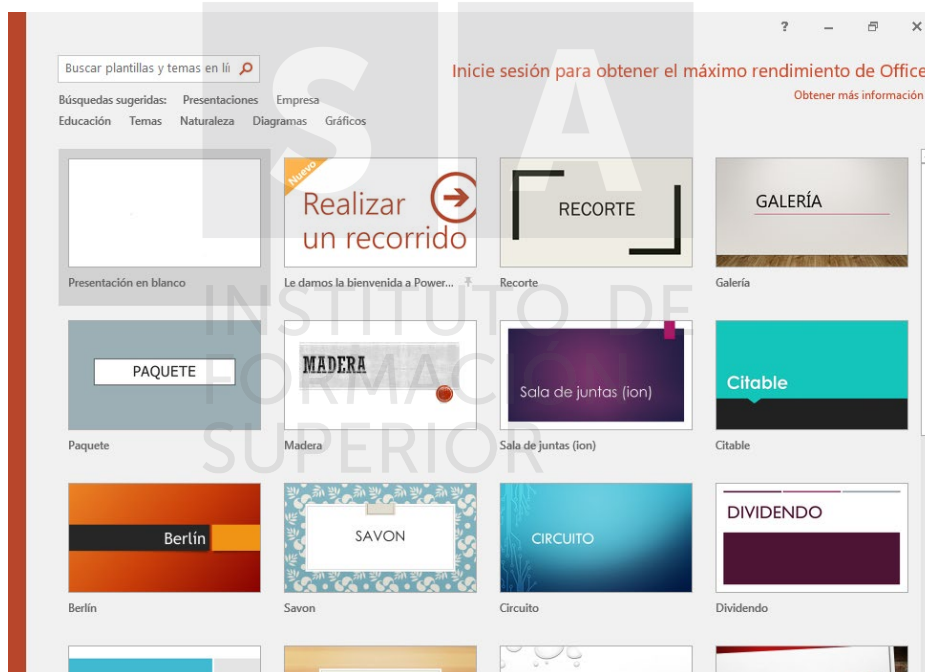 ?
Buscar plantillas y temas en lí
Inicie sesión para obtener el máximo rendimiento de Office
Obtener más información
Búsquedas sugeridas: Presentaciones Empresa
Educación Temas Naturaleza Diagramas Gráficos
S A
INSTITUTO DE
FORMACIÓN
SUPERIOR
Presentación en blanco
Nuevo
Realizar
un recorrido
Le damos la bienvenida a Power...
RECORTE
Recorte
GALERÍA
Galería
PAQUETE
Paquete
MADERA
Madera
Sala de juntas (ion)
Sala de juntas (ion)
Citable
Citable
Berlín
Berlín
SAVON
Savon
CIRCUITO
Circuito
DIVIDENDO
Dividendo